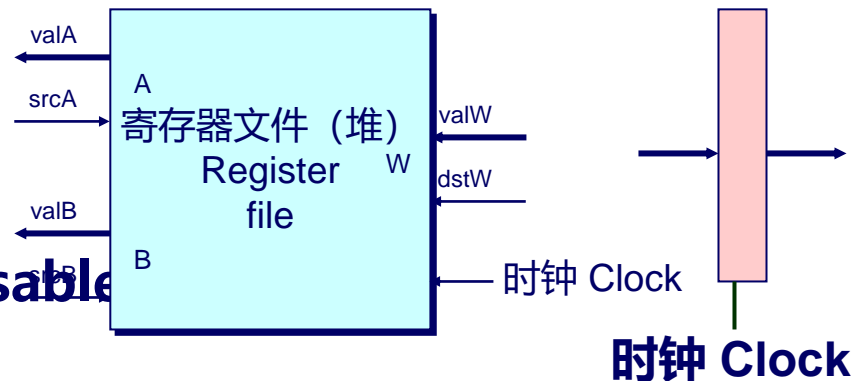 valA
srcA
A
寄存器文件（堆）
Register
file
valB
B
valW
W
dstW
时钟 Clock
时钟 Clock